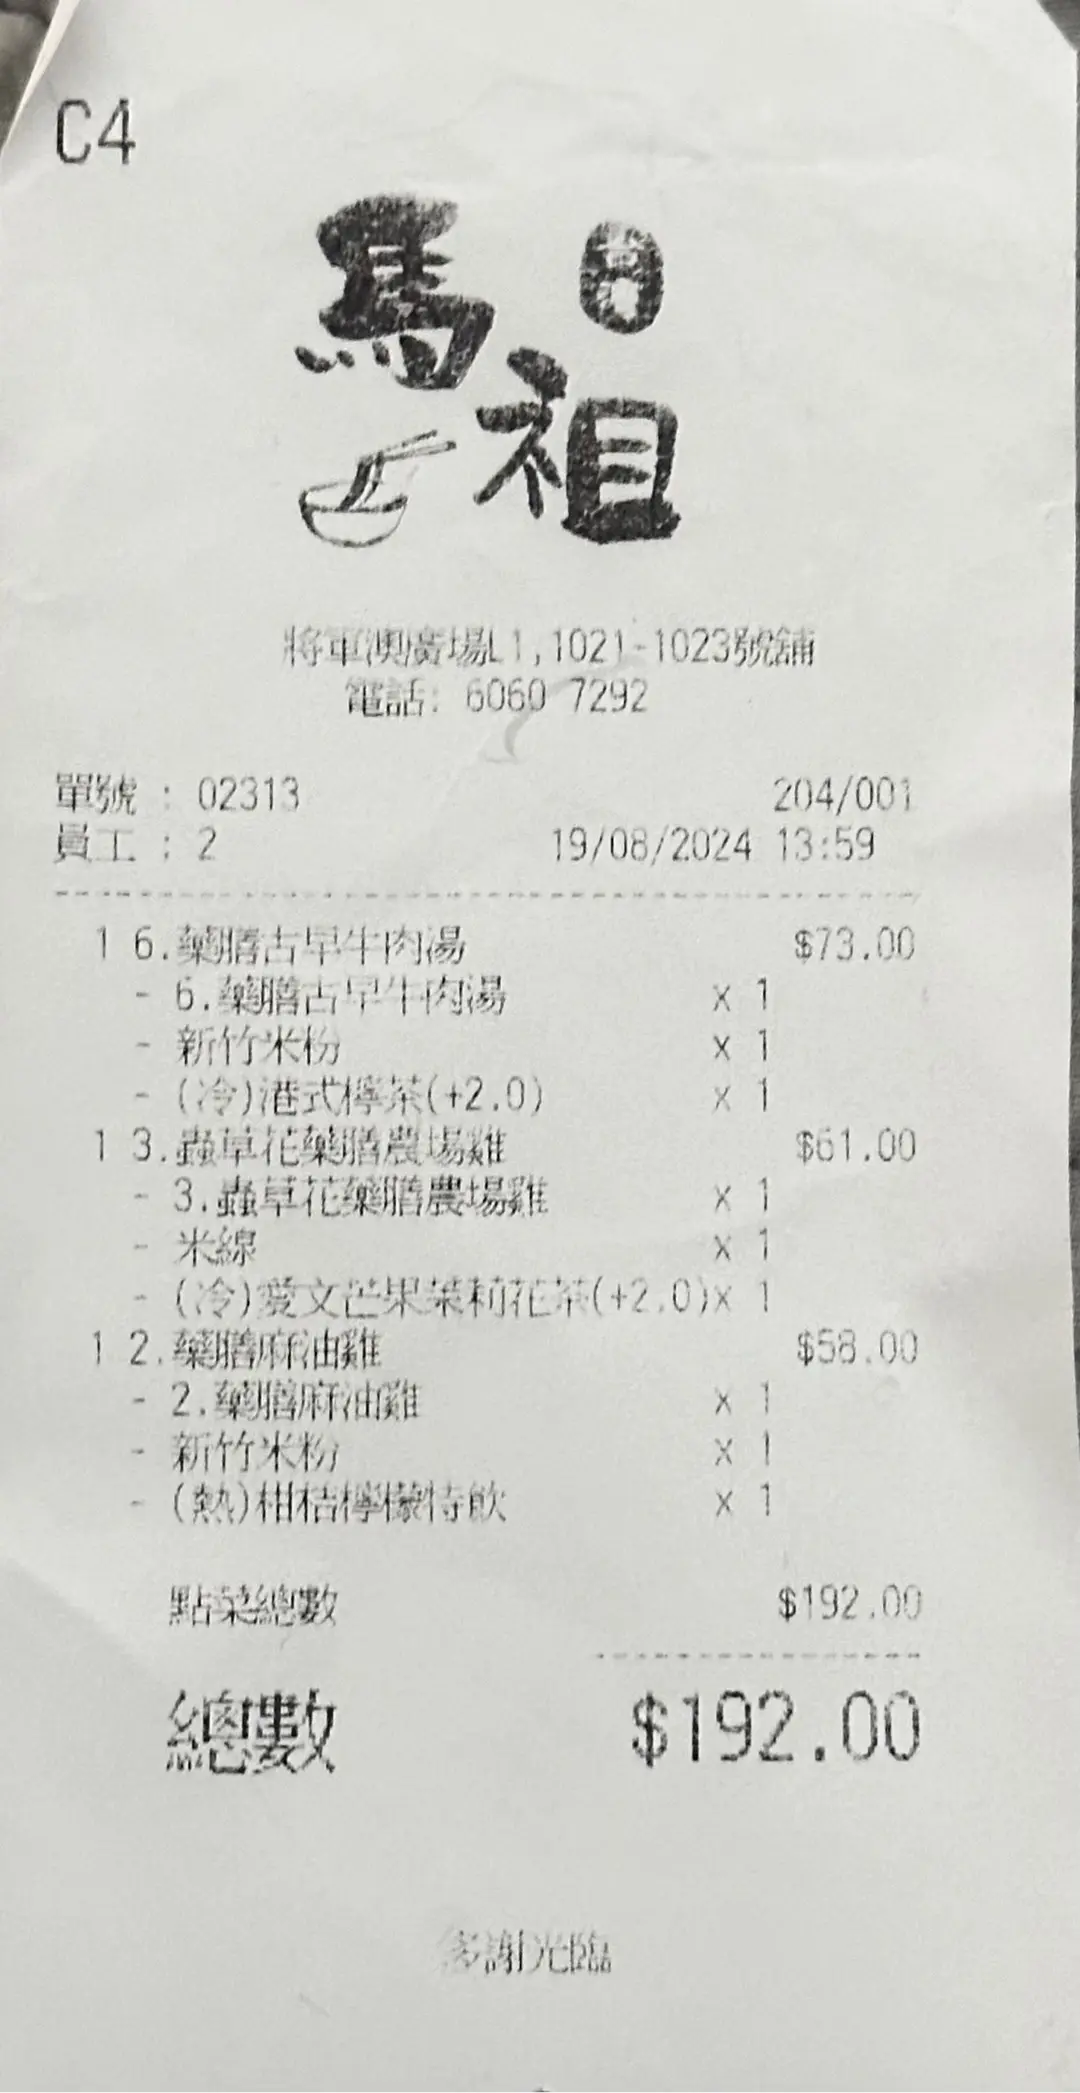 C4
馬祖
將軍澳廣場L1,1021-1023號舖
電話: 6060 7292
單號 : 02313 204/001
員工 : 2 19/08/2024 13:59
1 6.藥膳古早牛肉湯 $73.00
- 6.藥膳古早牛肉湯 x 1
- 新竹米粉 x 1
- (冷)港式檸茶(+2.0) x 1
1 3.蟲草花藥膳農場雞 $61.00
- 3.蟲草花藥膳農場雞 x 1
- 米線 x 1
- (冷)愛文芒果茉莉花茶(+2.0)x 1
1 2.藥膳麻油雞 $58.00
- 2.藥膳麻油雞 x 1
- 新竹米粉 x 1
- (熱)柑桔檸檬特飲 x 1
點菜總數 $192.00
總數 $192.00
多謝光臨